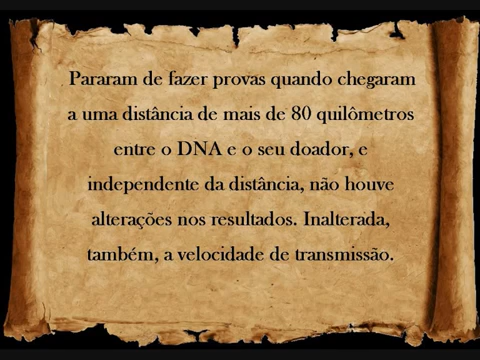 Pararam de fazer provas quando chegaram
a uma distância de mais de 80 quilômetros
entre o DNA e o seu doador, e
independente da distância, não houve
alterações nos resultados. Inalterada,
também, a velocidade de transmissão.